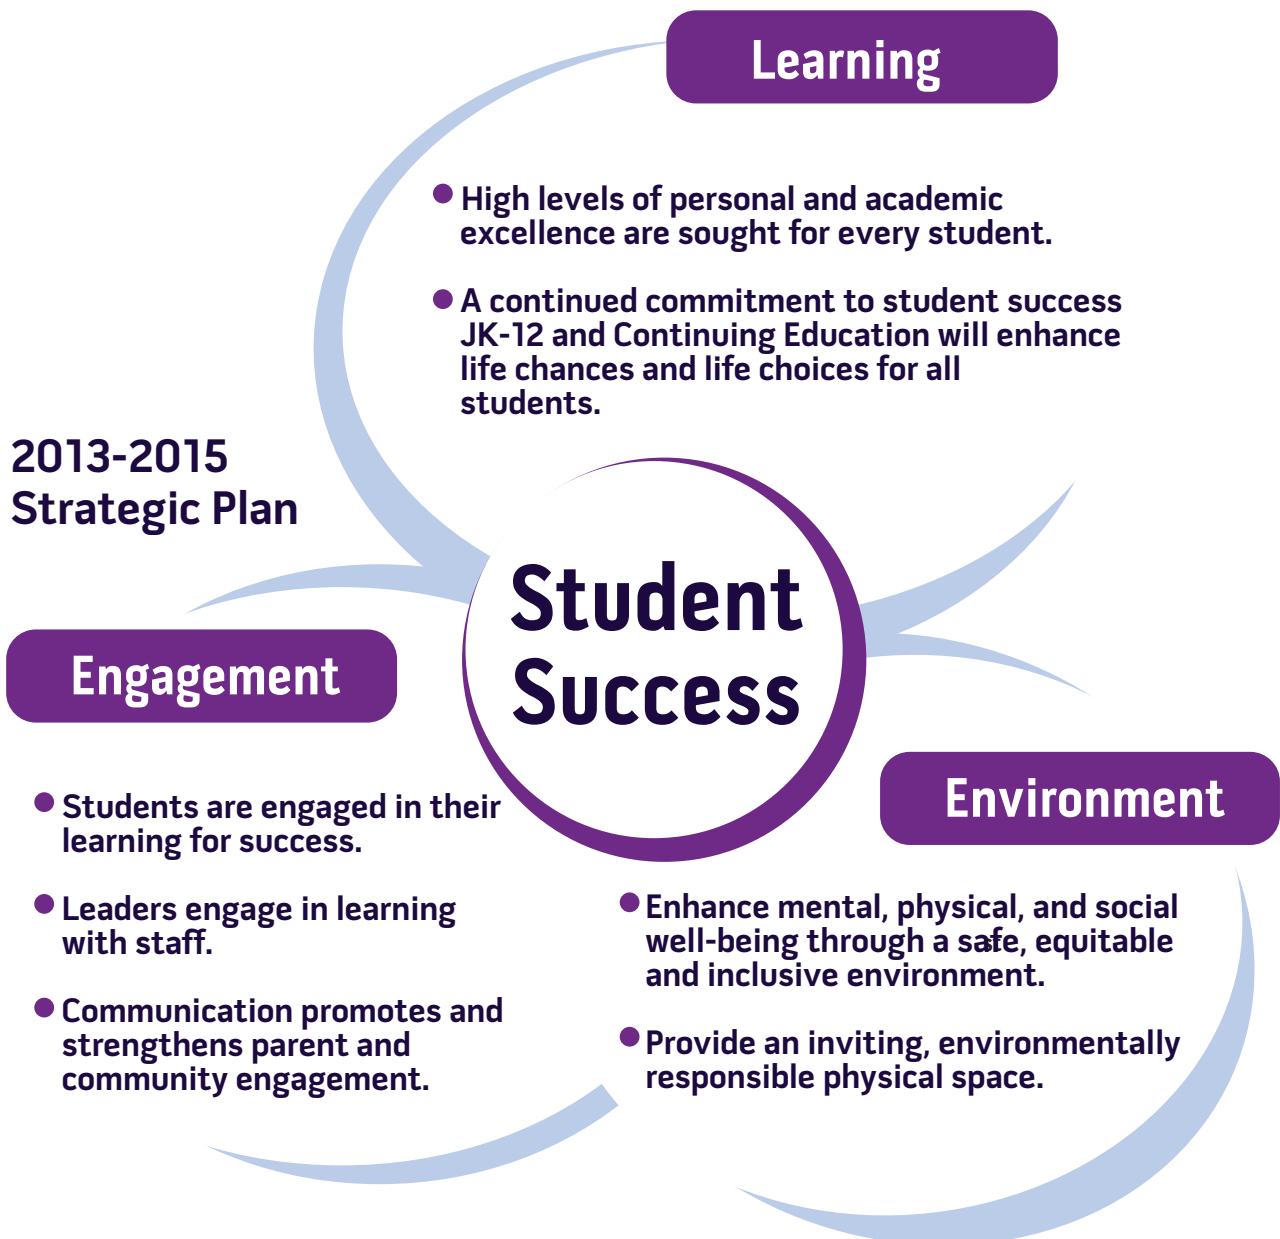 Learning
High levels of personal and academic
excellence are sought for every student.
A continued commitment to student success
JK-12 and Continuing Education will enhance
life chances and life choices for all
students.
2013-2015
Strategic Plan
Student
Success
Engagement
Students are engaged in their
learning for success.
Leaders engage in learning
with staff.
Communication promotes and
strengthens parent and
community engagement.
Environment
Enhance mental, physical, and social
well-being through a safe, equitable
and inclusive environment.
Provide an inviting, environmentally
responsible physical space.